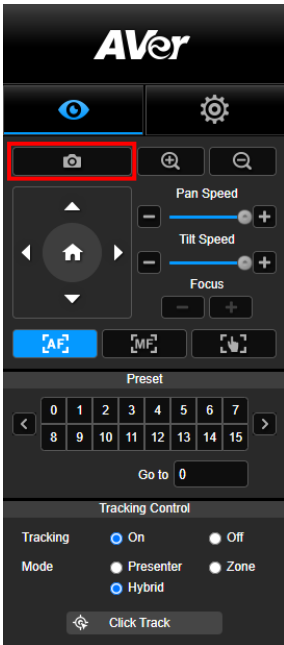 AVer
Pan Speed
Tilt Speed
Focus
AF
MF
Preset
0 1 2 3 4 5 6 7
8 9 10 11 12 13 14 15
Go to 0
Tracking Control
Tracking On Off
Mode Presenter Zone
Hybrid
Click Track